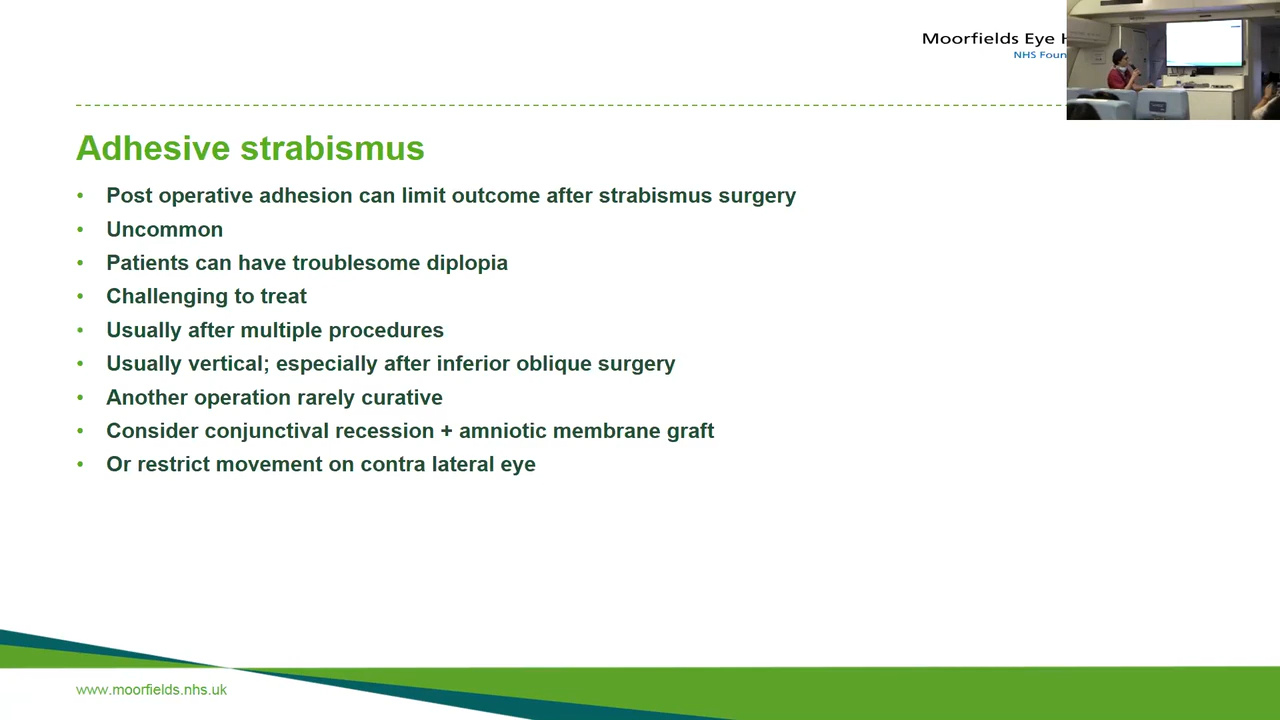 Moorfields Eye
NHS
Adhesive strabismus
• Post operative adhesion can limit outcome after strabismus surgery
• Uncommon
• Patients can have troublesome diplopia
• Challenging to treat
• Usually after multiple procedures
• Usually vertical; especially after inferior oblique surgery
• Another operation rarely curative
• Consider conjunctival recession + amniotic membrane graft
• Or restrict movement on contra lateral eye
www.moorfields.nhs.uk